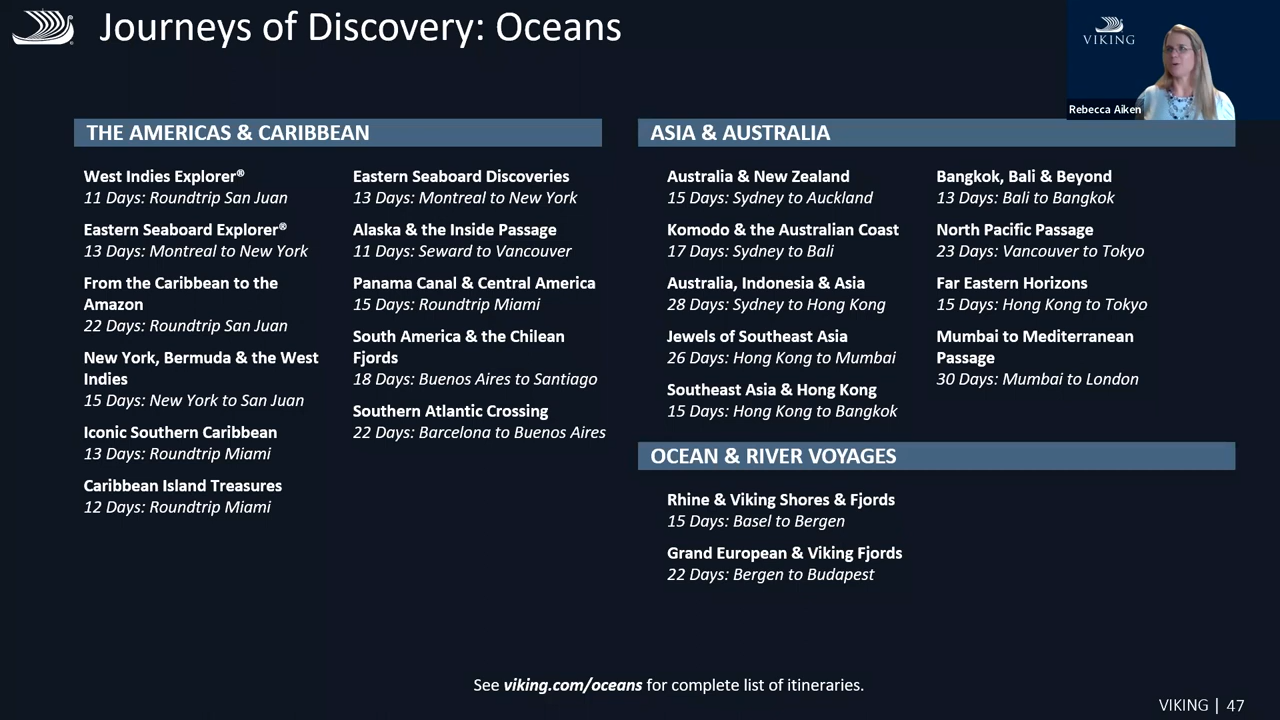 Journeys of Discovery: Oceans
VIKING
Rebecca Aiken
THE AMERICAS & CARIBBEAN
West Indies Explorer®
11 Days: Roundtrip San Juan
Eastern Seaboard Explorer®
13 Days: Montreal to New York
From the Caribbean to the
Amazon
22 Days: Roundtrip San Juan
New York, Bermuda & the West
Indies
15 Days: New York to San Juan
Iconic Southern Caribbean
13 Days: Roundtrip Miami
Caribbean Island Treasures
12 Days: Roundtrip Miami
Eastern Seaboard Discoveries
13 Days: Montreal to New York
Alaska & the Inside Passage
11 Days: Seward to Vancouver
Panama Canal & Central America
15 Days: Roundtrip Miami
South America & the Chilean
Fjords
18 Days: Buenos Aires to Santiago
Southern Atlantic Crossing
22 Days: Barcelona to Buenos Aires
ASIA & AUSTRALIA
Australia & New Zealand
15 Days: Sydney to Auckland
Komodo & the Australian Coast
17 Days: Sydney to Bali
Australia, Indonesia & Asia
28 Days: Sydney to Hong Kong
Jewels of Southeast Asia
26 Days: Hong Kong to Mumbai
Southeast Asia & Hong Kong
15 Days: Hong Kong to Bangkok
Bangkok, Bali & Beyond
13 Days: Bali to Bangkok
North Pacific Passage
23 Days: Vancouver to Tokyo
Far Eastern Horizons
15 Days: Hong Kong to Tokyo
Mumbai to Mediterranean
Passage
30 Days: Mumbai to London
OCEAN & RIVER VOYAGES
Rhine & Viking Shores & Fjords
15 Days: Basel to Bergen
Grand European & Viking Fjords
22 Days: Bergen to Budapest
See viking.com/oceans for complete list of itineraries.
VIKING | 47